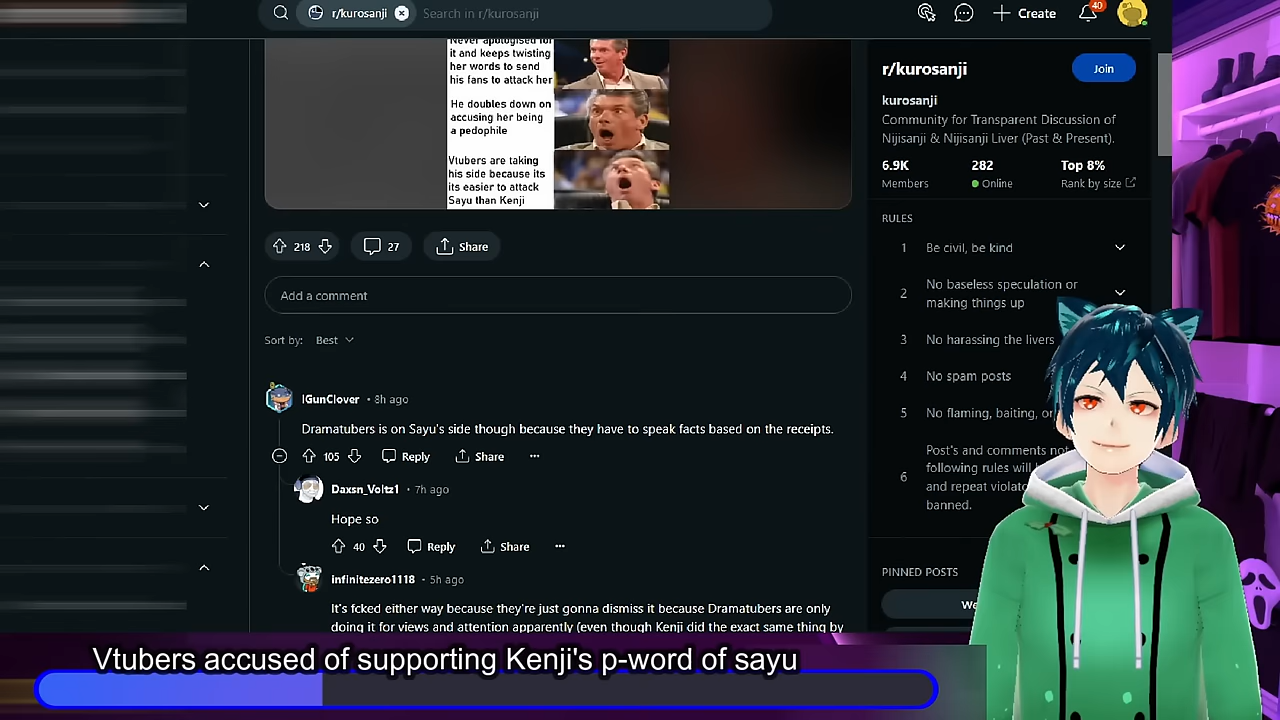 r/kurosanji
Search in r/kurosanji
Create
40
Never apologised for
it and keeps twisting
her words to send
his fans to attack her
He doubles down on
accusing her being
a pedophile
Vtubers are taking
his side because its
its easier to attack
Sayu than Kenji
218
27
Share
Add a comment
Sort by: Best
IGunClover • 8h ago
Dramatubers is on Sayu's side though because they have to speak facts based on the receipts.
105 Reply Share
Daxsn_Voltz1 • 7h ago
Hope so
40 Reply Share
infinitezero1118 • 5h ago
It's fcked either way because they're just gonna dismiss it because Dramatubers are only
doing it for views and attention apparently (even though Kenji did the exact same thing by
r/kurosanji
Join
kurosanji
Community for Transparent Discussion of
Nijisanji & Nijisanji Liver (Past & Present).
6.9K 282 Top 8%
Members Online Rank by size
RULES
1 Be civil, be kind
2 No baseless speculation or
making things up
3 No harassing the livers
4 No spam posts
5 No flaming, baiting, or
6 Post's and comments not
following rules will
and repeat
banned.
PINNED POSTS
We
Vtubers accused of supporting Kenji's p-word of sayu